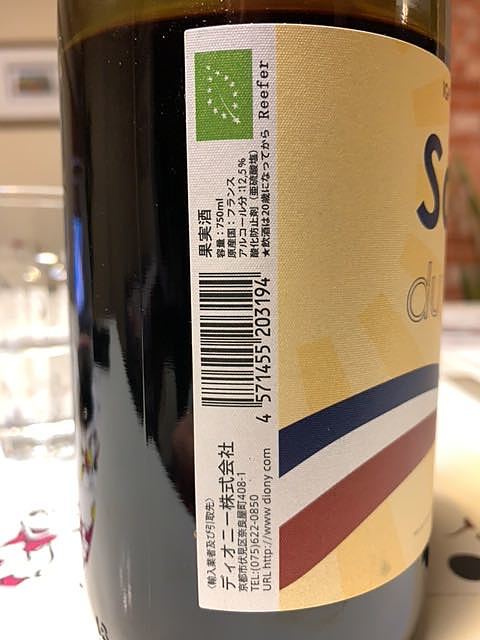 果実酒
容量：750ml
原産国：フランス
アルコール分：12.5%
酸化防止剤（亜硫酸塩）
★飲酒は20歳になってから Reefer
4 571455 203194
〈輸入業者及び引取先〉
ディオニー株式会社
京都市伏見区奈良屋町408-1
TEL:(075)622-0850
URL http://www.diony.com
du